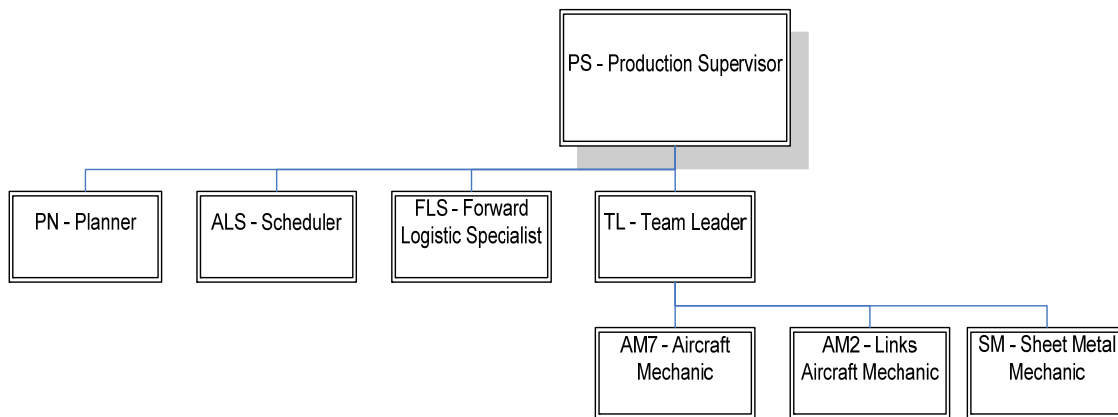 PS - Production Supervisor
PN - Planner
ALS - Scheduler
FLS - Forward
Logistic Specialist
TL - Team Leader
AM7 - Aircraft
Mechanic
AM2 - Links
Aircraft Mechanic
SM - Sheet Metal
Mechanic